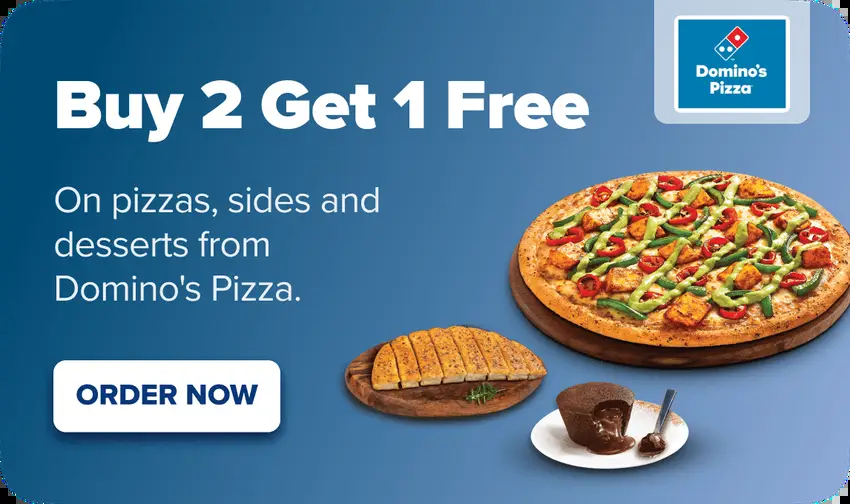 Domino's
Pizza
Buy 2 Get 1 Free
On pizzas, sides and
desserts from
Domino's Pizza.
ORDER NOW